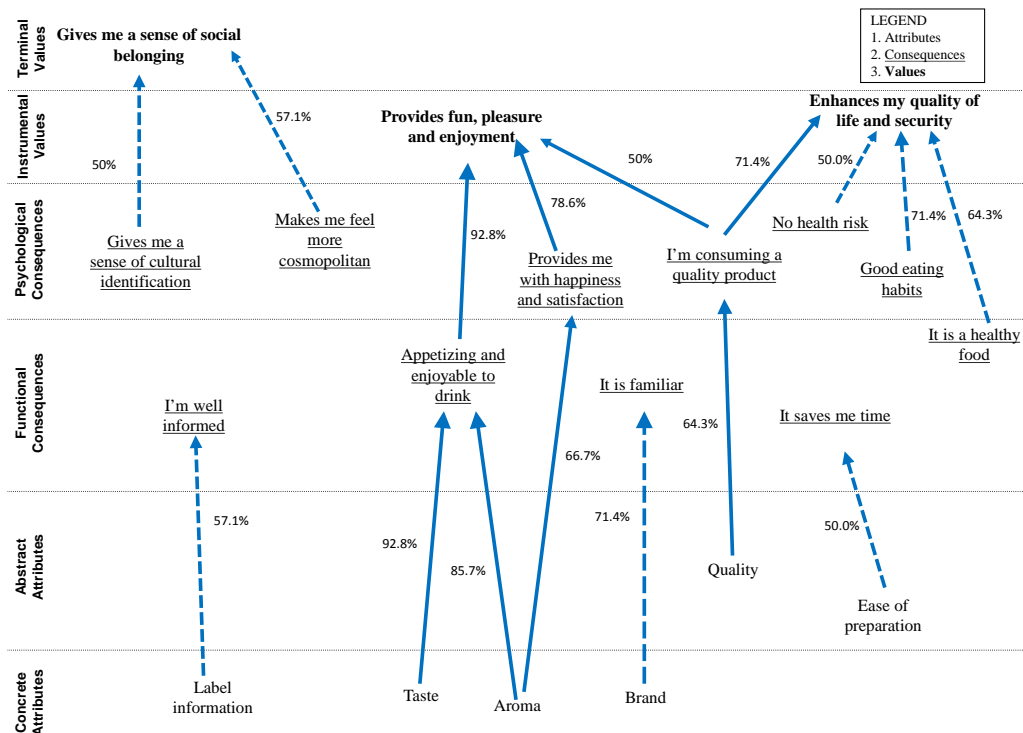 Terminal
Values
Gives me a sense of social
belonging
LEGEND
1. Attributes
2. Consequences
3. Values
Instrumental
Values
50%
57.1%
Provides fun, pleasure
and enjoyment
50%
71.4%
Enhances my quality of
life and security
50.0%
Psychological
Consequences
Gives me a
sense of cultural
identification
Makes me feel
more
cosmopolitan
92.8%
78.6%
Provides me
with happiness
and satisfaction
I'm consuming a
quality product
No health risk
71.4%
64.3%
Good eating
habits
Functional
Consequences
I'm well
informed
Appetizing and
enjoyable to
drink
66.7%
It is familiar
64.3%
It saves me time
It is a healthy
food
Abstract
Attributes
57.1%
92.8%
85.7%
71.4%
Quality
50.0%
Ease of
preparation
Concrete
Attributes
Label
information
Taste
Aroma
Brand